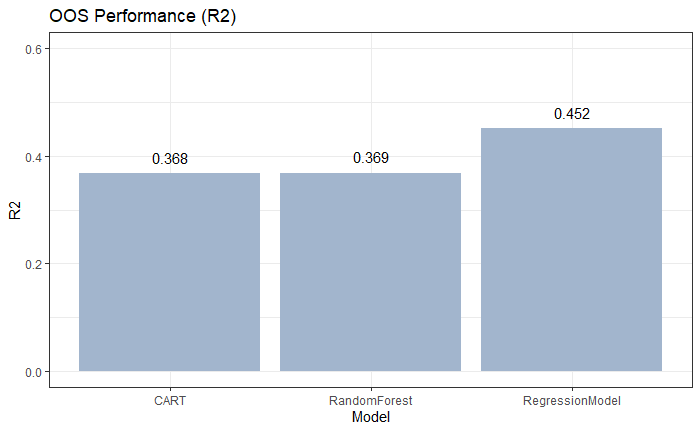 OOS Performance (R2)
0.6
0.452
0.368
0.369
0.4
R2
0.2
0.0
CART
RandomForest
RegressionModel
Model